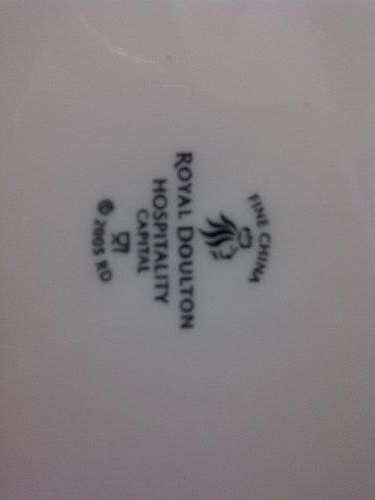 FINE CHINA
ROYAL DOULTON
HOSPITALITY
CAPITAL
© 2005 RD